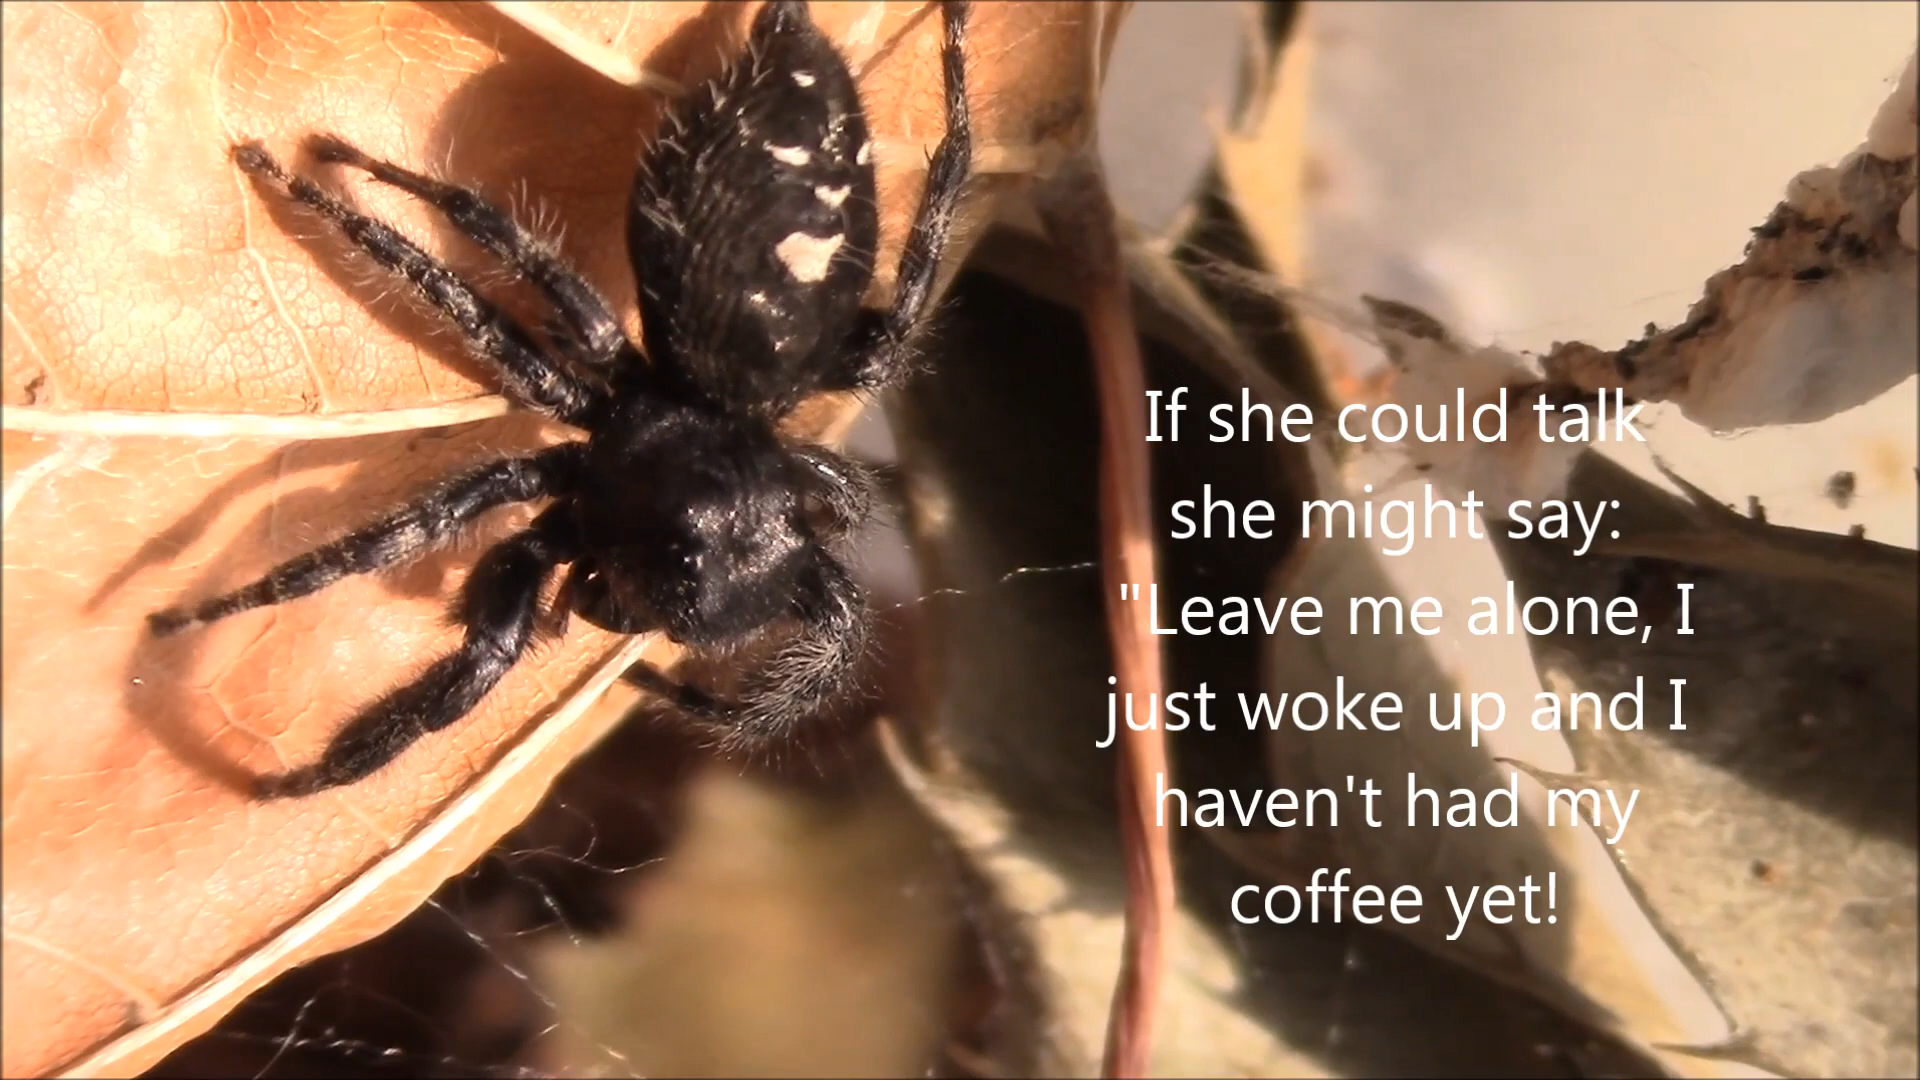 If she could talk
she might say:
"Leave me alone, I
just woke up and I
haven't had my
coffee yet!